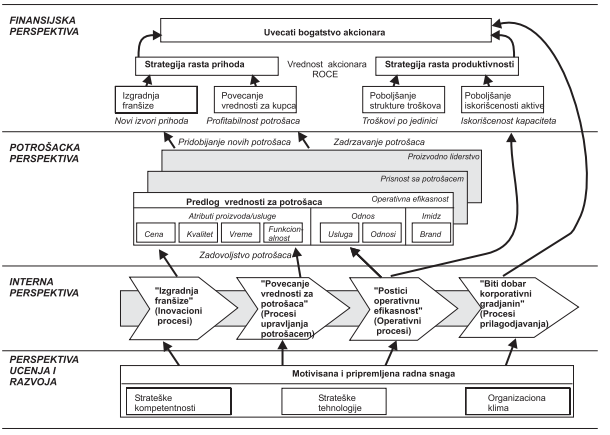 FINANSIJSKA
PERSPEKTIVA
Uvecati bogatstvo akcionara
Strategija rasta prihoda
Vrednost akcionara
ROCE
Strategija rasta produktivnosti
Izgradnja
franšize
Povecanje
vrednosti za kupca
Poboljšanje
strukture troškova
Poboljšanje
iskorišcenosti aktive
Novi izvori prihoda
Profitabilnost potrošaca
Troškovi po jedinici
Iskorišcenost kapaciteta
POTROŠACKA
PERSPEKTIVA
Pridobijanje novih potrošaca
Zadrzavanje potrošaca
Proizvodno liderstvo
Prisnost sa potrošacem
Operativna efikasnost
Predlog vrednosti za potrošaca
Atributi proizvoda/usluge
Odnos
Imidz
Cena
Kvalitet
Vreme
Funkcion-
alnost
Usluga
Odnosi
Brand
Zadovoljstvo potrošaca
INTERNA
PERSPEKTIVA
"Izgradnja
franšize"
(Inovacioni
procesi)
"Povecanje
vrednosti za
potrošaca"
(Procesi
upravljanja
potrošacem)
"Postici
operativnu
efikasnost"
(Operativni
procesi)
"Biti dobar
korporativni
gradjanin"
(Procesi
prilagodjavanja)
PERSPEKTIVA
UCENJA I
RAZVOJA
Motivisana i pripremljena radna snaga
Strateške
kompetentnosti
Strateške
tehnologije
Organizaciona
klima